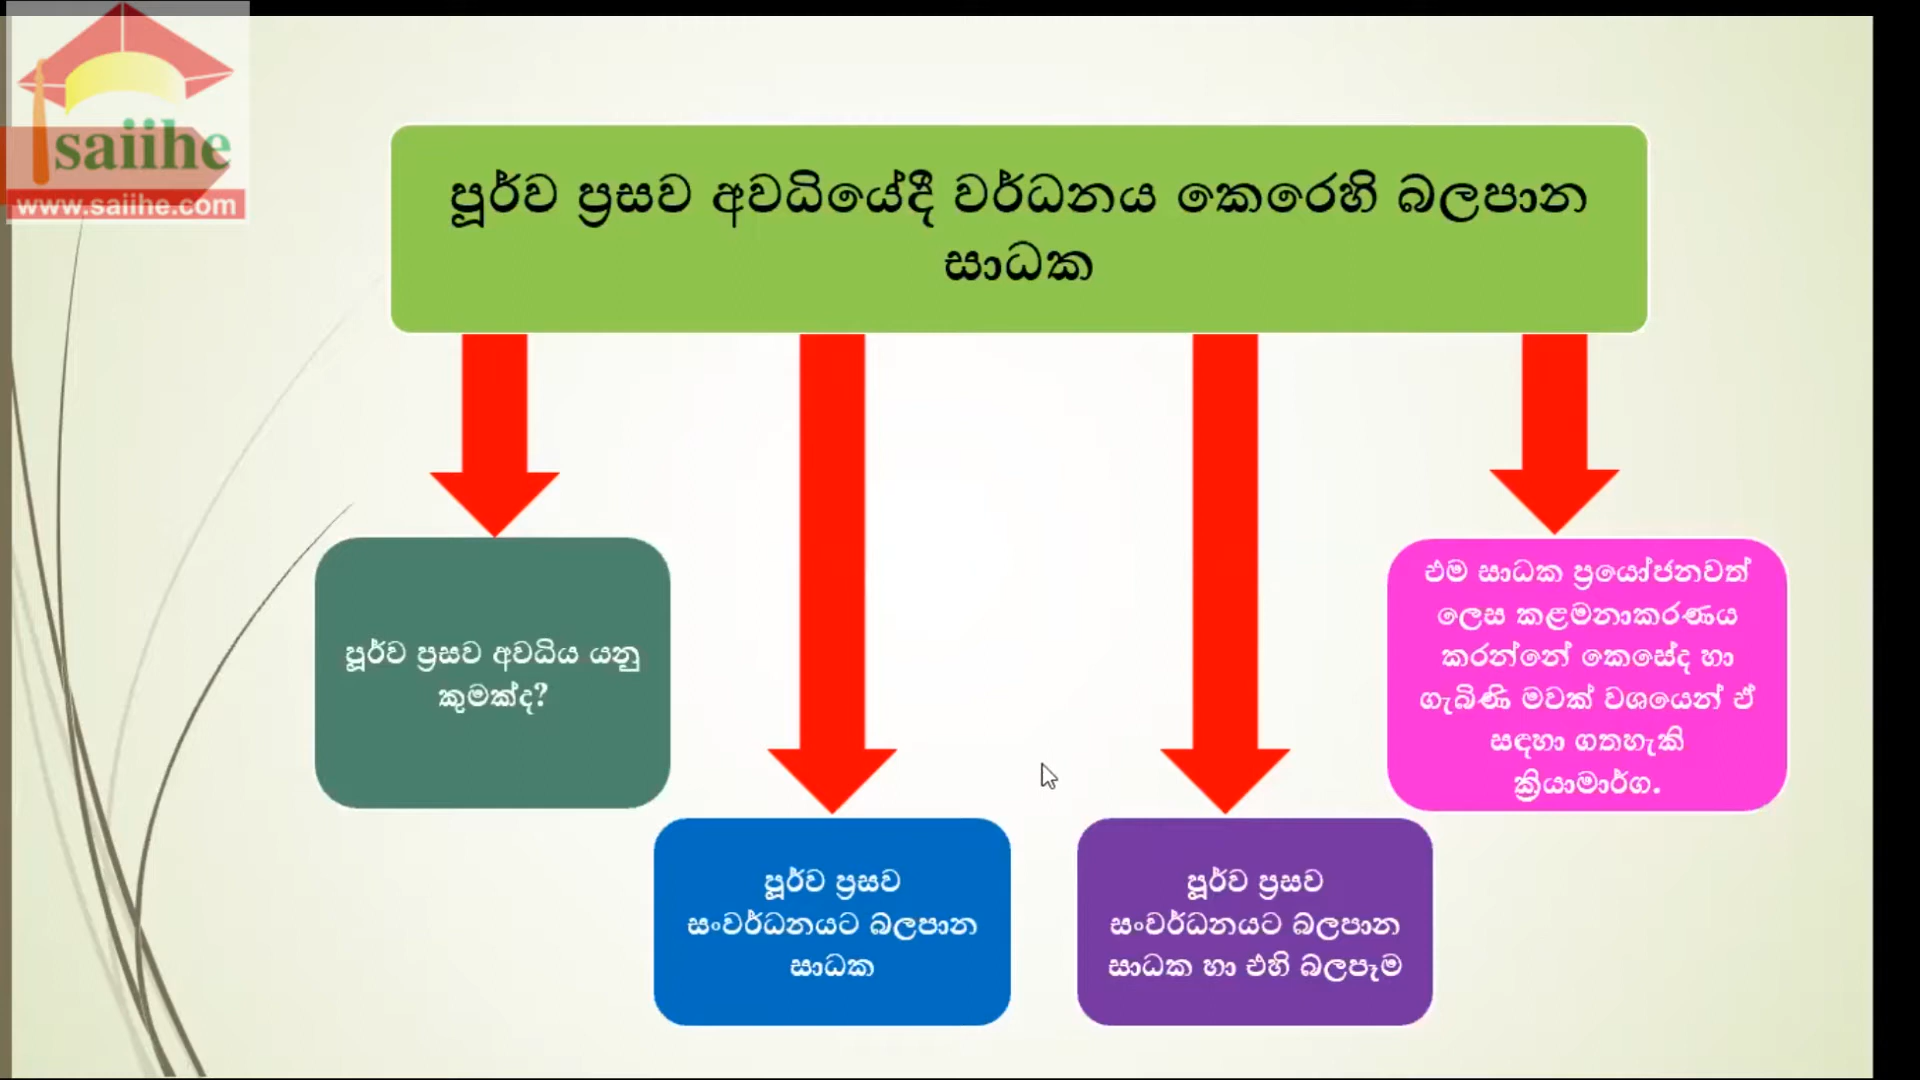 saiihe
www.saiihe.com
පූර්ව ප්‍රසව අවධියේදී වර්ධනය කෙරෙහි බලපාන
සාධක
පූර්ව ප්‍රසව අවධිය යනු
කුමක්ද?
පූර්ව ප්‍රසව
සංවර්ධනයට බලපාන
සාධක
පූර්ව ප්‍රසව
සංවර්ධනයට බලපාන
සාධක හා එහි බලපෑම
එම සාධක ප්‍රයෝජනවත්
ලෙස කළමනාකරණය
කරන්නේ කෙසේද හා
ගැබිණි මවක් වශයෙන් ඒ
සඳහා ගතහැකි
ක්‍රියාමාර්ග.